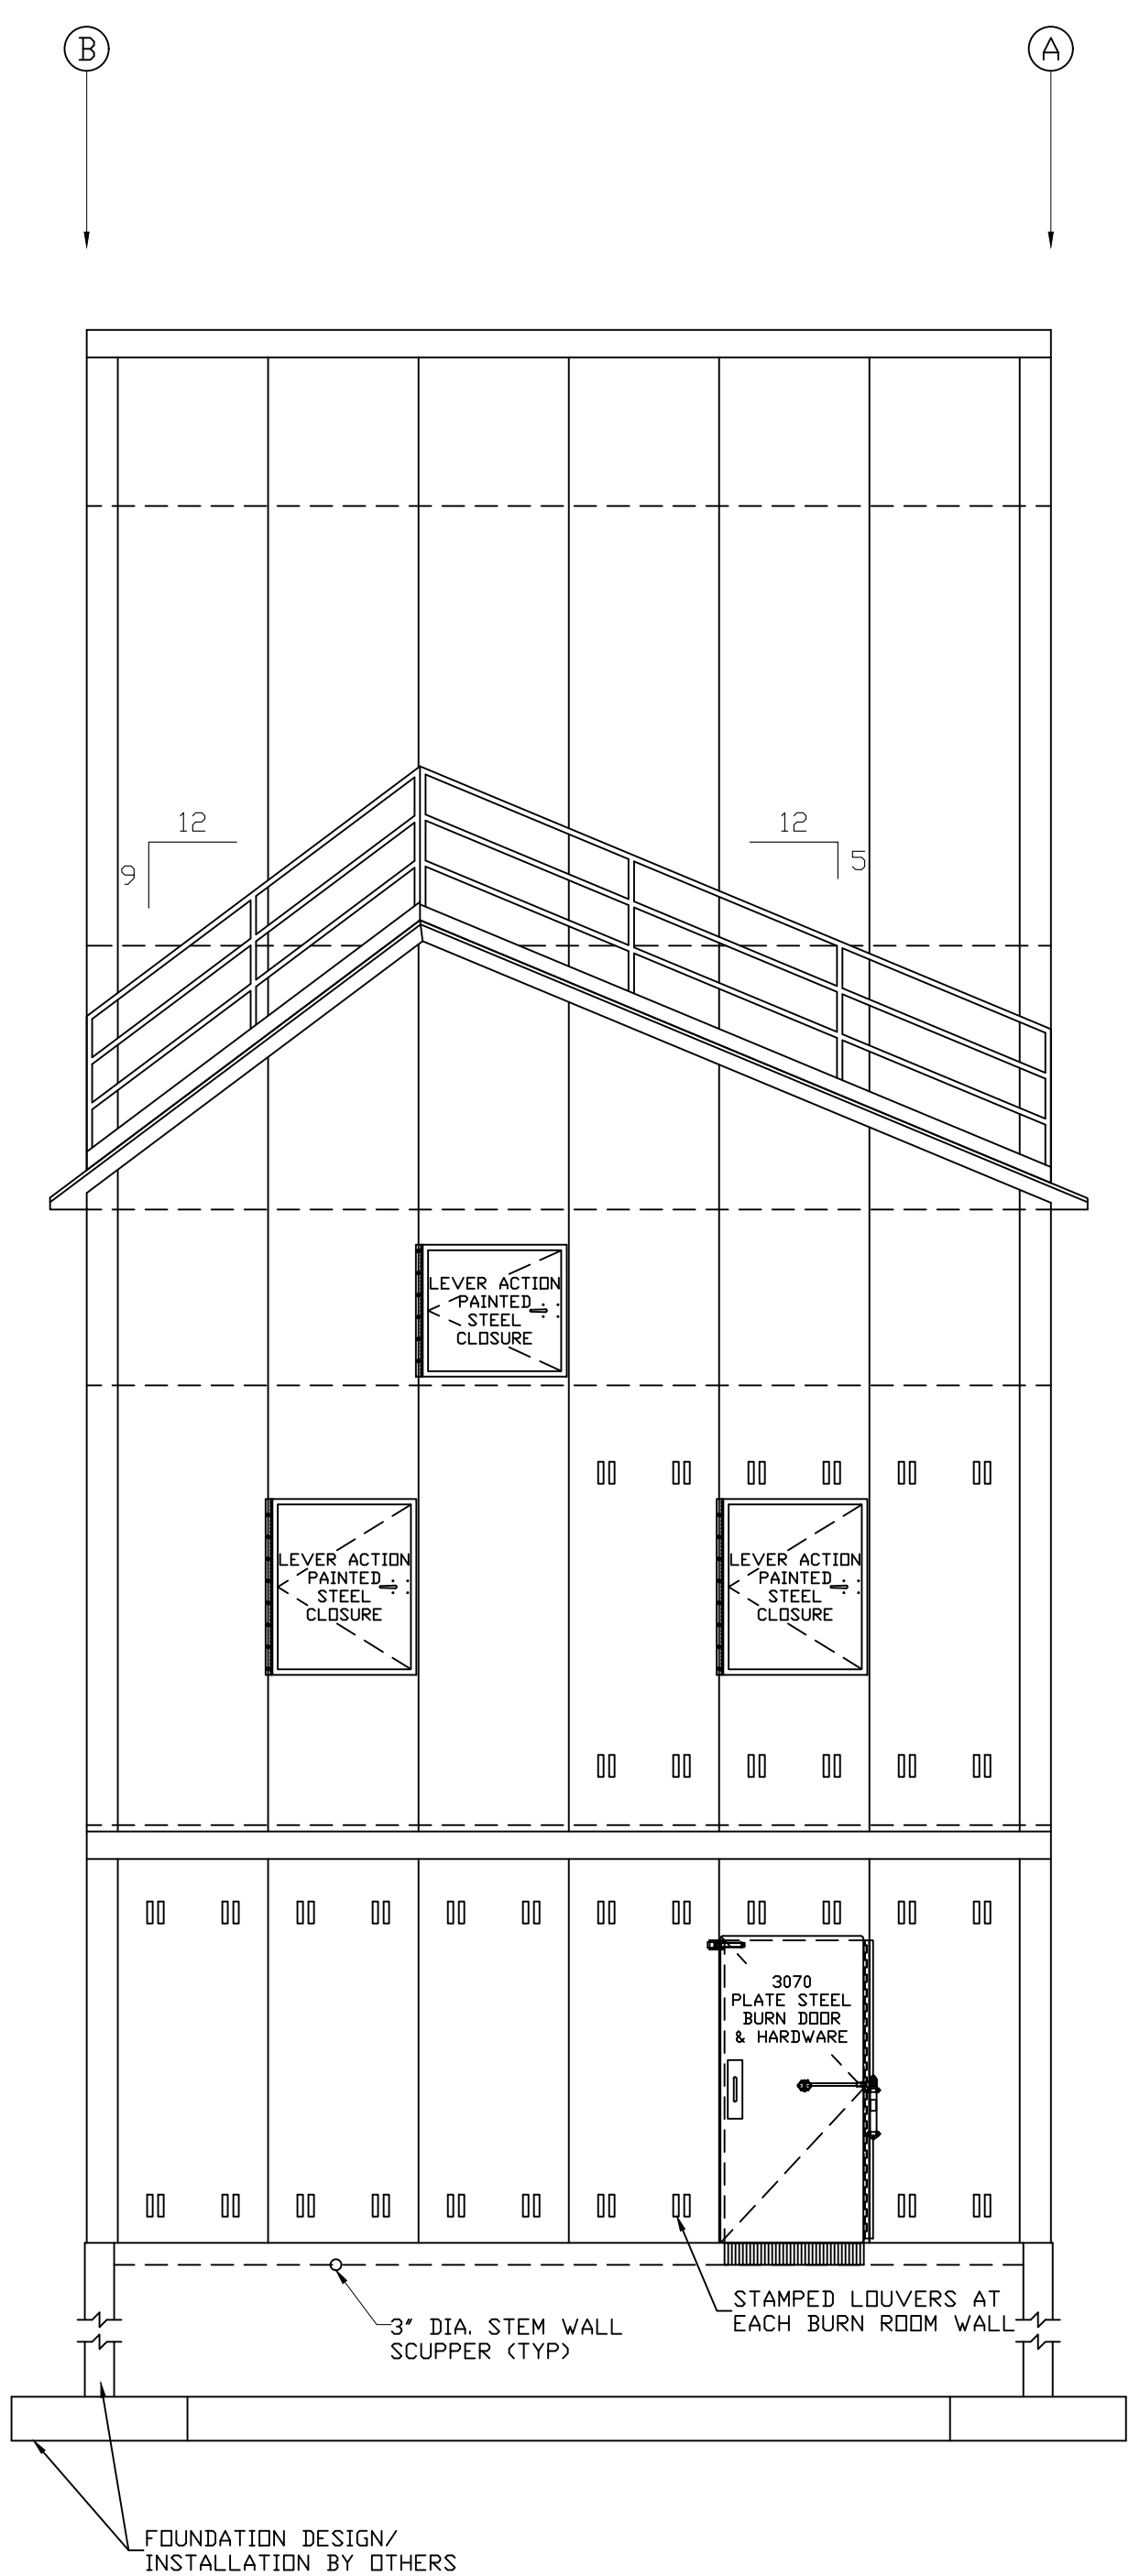 B
A
12
9
12
5
LEVER ACTION
PAINTED
STEEL
CLOSURE
LEVER ACTION
PAINTED
STEEL
CLOSURE
LEVER ACTION
PAINTED
STEEL
CLOSURE
3070
PLATE STEEL
BURN DOOR
& HARDWARE
STAMPED LOUVERS AT
EACH BURN ROOM WALL
3" DIA. STEM WALL
SCUPPER (TYP)
FOUNDATION DESIGN/
INSTALLATION BY OTHERS